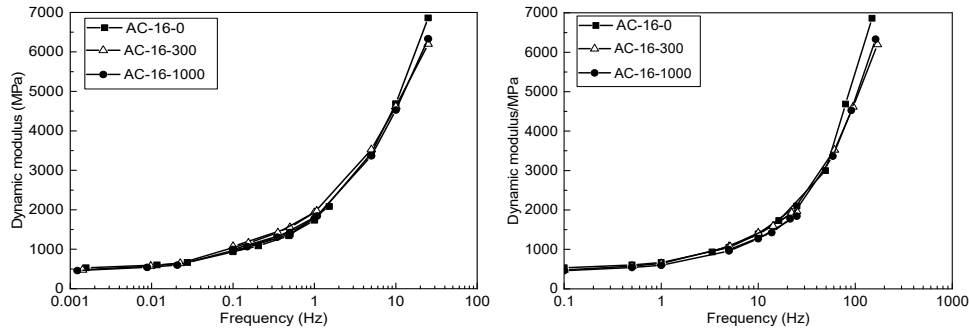 7000
6000
5000
4000
3000
2000
1000
0
Dynamic modulus (MPa)
AC-16-0
AC-16-300
AC-16-1000
0.001
0.01
0.1
1
10
100
Frequency (Hz)
7000
6000
5000
4000
3000
2000
1000
0
Dynamic modulus/MPa
AC-16-0
AC-16-300
AC-16-1000
0.1
1
10
100
1000
Frequency (Hz)